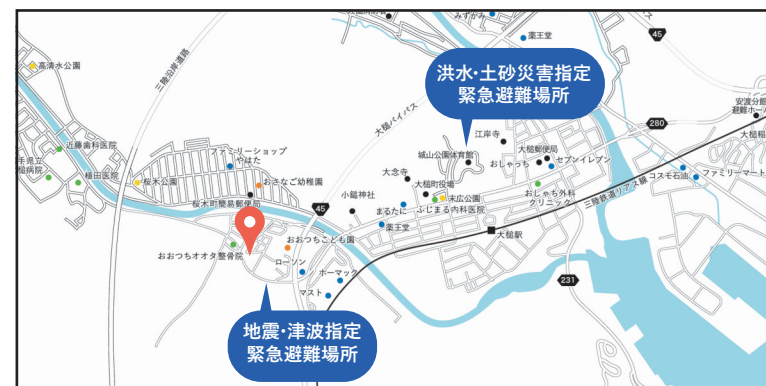 みずかみ
45
薬王堂
高清水公園
三陸沿岸道路
洪水・土砂災害指定
緊急避難場所
大槌バイパス
280
安渡分館
避難ホール
近藤歯科医院
ファミリーショップ
やはた
江岸寺
城山公園体育館
大槌郵便局
おしゃっち
セブンイレブン
植田医院
桜木公園
おさなご幼稚園
大念寺
コスモ石油
ファミリーマート
桜木町簡易郵便局
小鎚神社
大槌町役場
末広公園
まるたに
ふじまる内科医院
おしゃち外科
クリニック
三陸鉄道リアス線
45
薬王堂
大槌駅
おおつちこども園
おおつちオオタ整骨院
ローソン
ホーマック
マスト
231
地震・津波指定
緊急避難場所